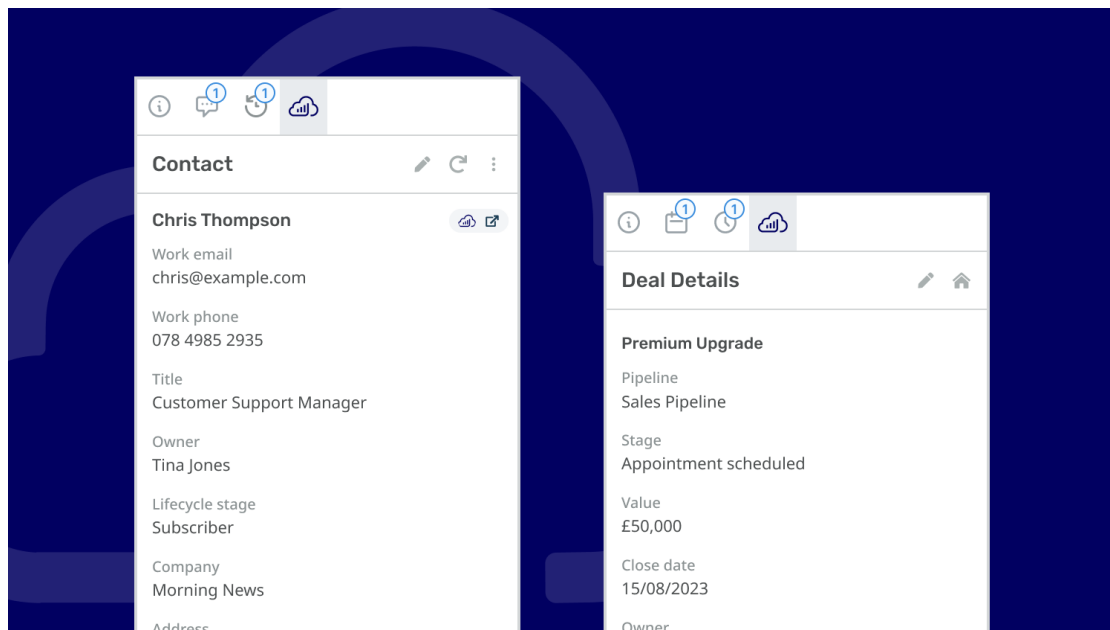 1
1
Contact
Chris Thompson
Work email
chris@example.com
Work phone
078 4985 2935
Title
Customer Support Manager
Owner
Tina Jones
Lifecycle stage
Subscriber
Company
Morning News
Address
1
1
Deal Details
Premium Upgrade
Pipeline
Sales Pipeline
Stage
Appointment scheduled
Value
£50,000
Close date
15/08/2023
Owner